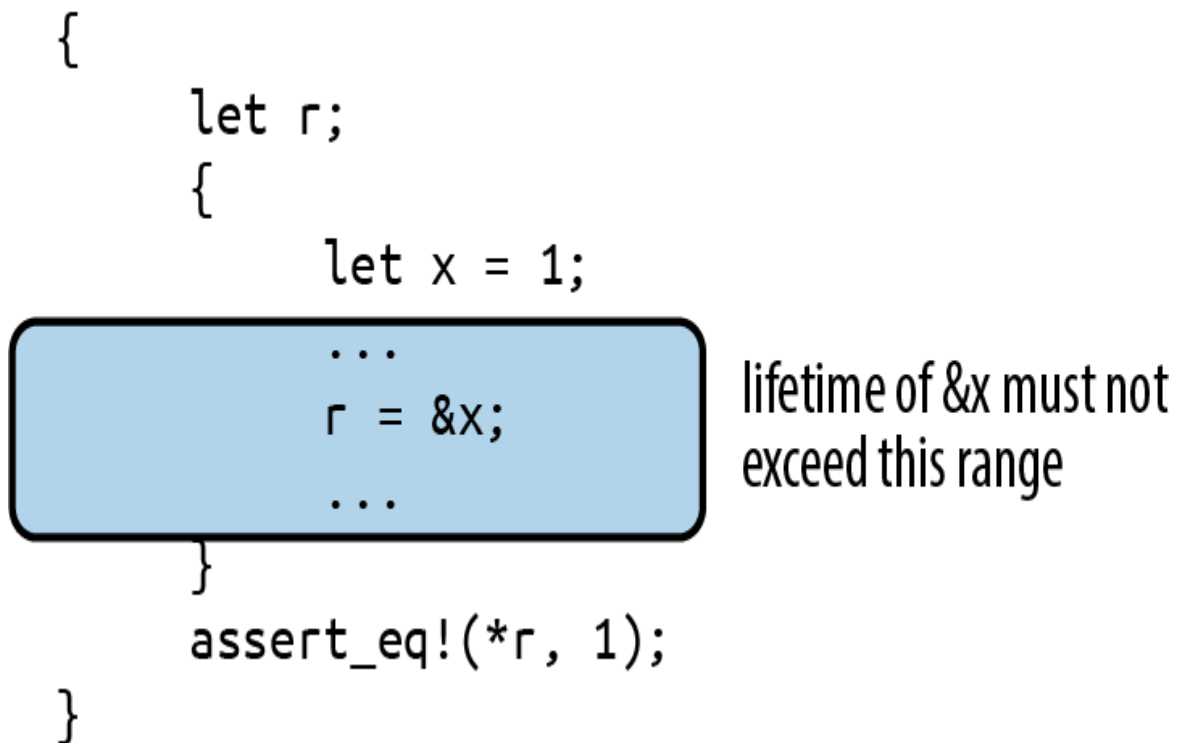 {
let r;
{
let x = 1;
...
r = &x;
...
}
assert_eq!(*r, 1);
}
lifetime of &x must not
exceed this range